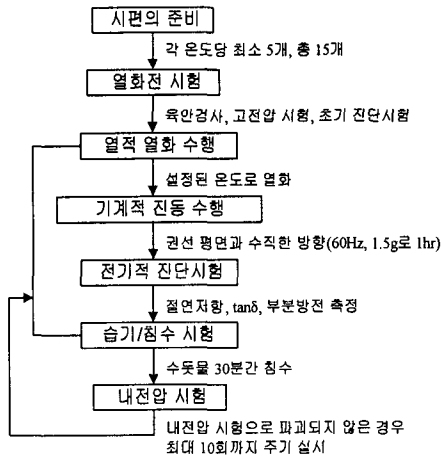 시편의 준비
각 온도당 최소 5개, 총 15개
열화전 시험
육안검사, 고전압 시험, 초기 진단시험
열적 열화 수행
설정된 온도로 열화
기계적 진동 수행
권선 평면과 수직한 방향(60Hz, 1.5g로 1hr)
전기적 진단시험
절연저항, tanδ, 부분방전 측정
습기/침수 시험
수돗물 30분간 침수
내전압 시험
내전압 시험으로 파괴되지 않은 경우
최대 10회까지 주기 실시